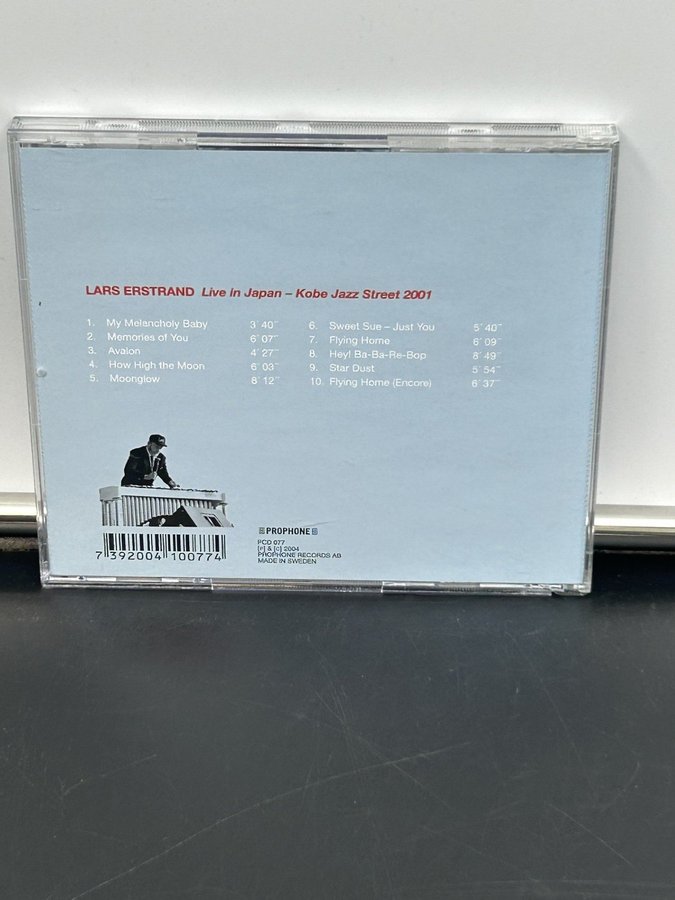 LARS ERSTRAND Live in Japan – Kobe Jazz Street 2001
1. My Melancholy Baby 3´40˝
2. Memories of You 6´07˝
3. Avalon 4´27˝
4. How High the Moon 6´03˝
5. Moonglow 8´12˝
6. Sweet Sue – Just You 5´40˝
7. Flying Home 6´09˝
8. Hey! Ba-Ba-Re-Bop 8´49˝
9. Star Dust 5´54˝
10. Flying Home (Encore) 6´37˝
PROPHONE
PCD 077
[p] & [c] 2004
PROPHONE RECORDS AB
MADE IN SWEDEN
7 392004 100774